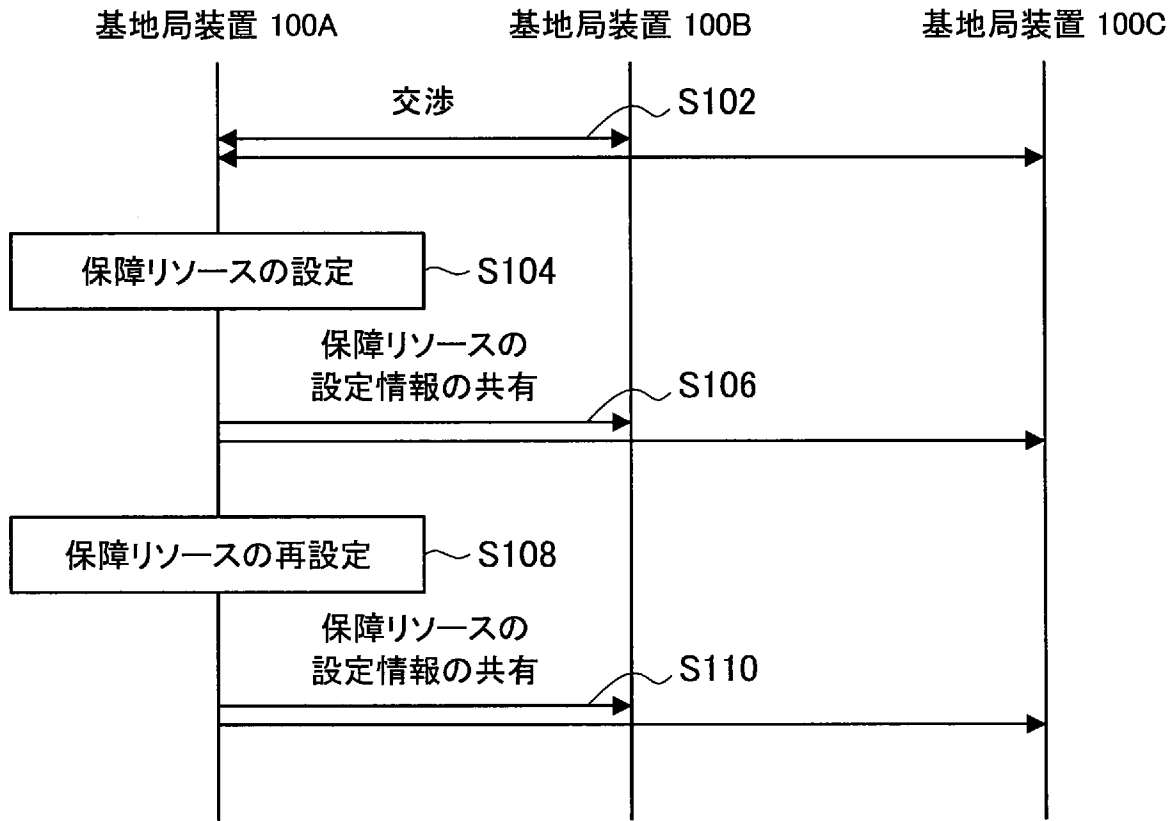 基地局装置 100A
基地局装置 100B
基地局装置 100C
交渉
S102
保障リソースの設定
S104
保障リソースの
設定情報の共有
S106
保障リソースの再設定
S108
保障リソースの
設定情報の共有
S110